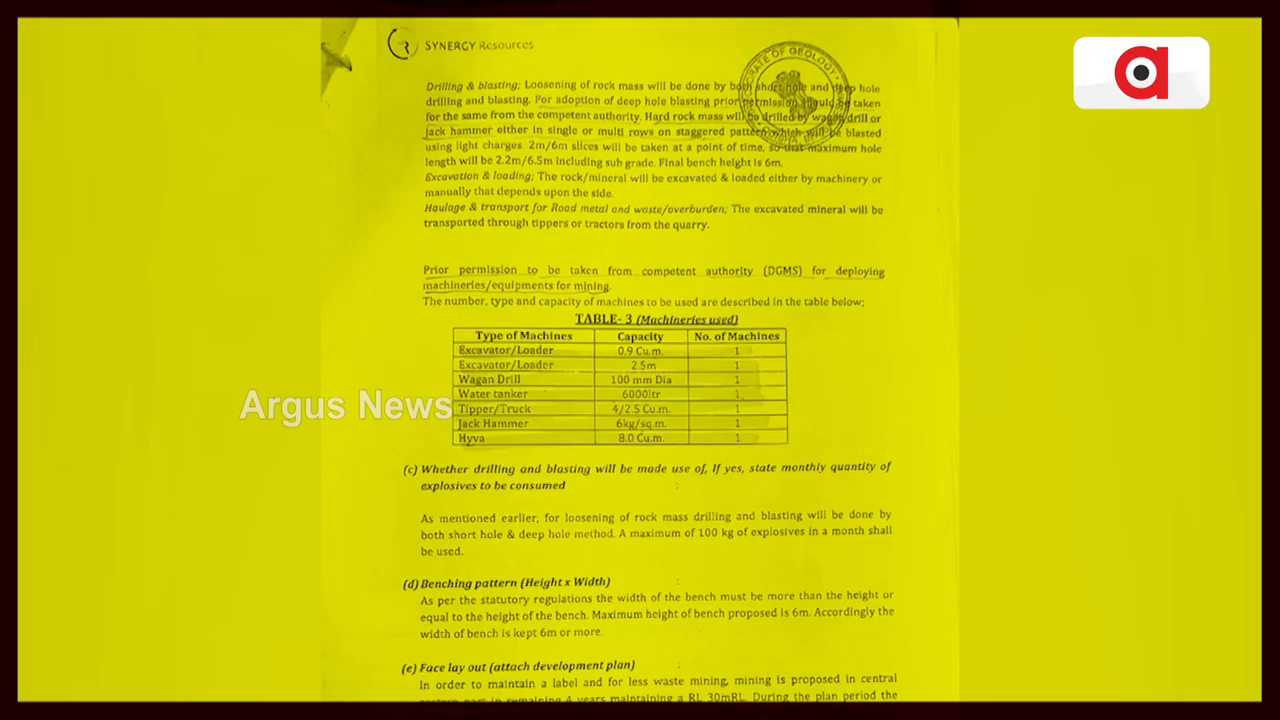 SYNERGY Resources
DIRECTORATE OF GEOLOGY
Drilling & blasting; Loosening of rock mass will be done by both short hole and deep hole
drilling and blasting. For adoption of deep hole blasting prior permission should be taken
for the same from the competent authority. Hard rock mass will be drilled by wagon drill or
jack hammer either in single or multi rows on staggered pattern which will be blasted
using light charges. 2m/6m slices will be taken at a point of time, so that maximum hole
length will be 2.2m/6.5m including sub grade. Final bench height is 6m.
Excavation & loading; The rock/mineral will be excavated & loaded either by machinery or
manually that depends upon the side.
Haulage & transport for Road metal and waste/overburden; The excavated mineral will be
transported through tippers or tractors from the quarry.
Prior permission to be taken from competent authority (DGMS) for deploying
machineries/equipments for mining.
The number, type and capacity of machines to be used are described in the table below;
TABLE- 3 (Machineries used)
Type of Machines Capacity No. of Machines
Excavator/Loader 0.9 Cu.m. 1
Excavator/Loader 2.5m 1
Wagan Drill 100 mm Dia 1
Water tanker 6000ltr 1
Tipper/Truck 4/2.5 Cu.m. 1
Jack Hammer 6kg/sq.m. 1
Hyva 8.0 Cu.m. 1
Argus News
(c) Whether drilling and blasting will be made use of, If yes, state monthly quantity of
explosives to be consumed :
As mentioned earlier, for loosening of rock mass drilling and blasting will be done by
both short hole & deep hole method. A maximum of 100 kg of explosives in a month shall
be used.
(d) Benching pattern (Height x Width) :
As per the statutory regulations the width of the bench must be more than the height or
equal to the height of the bench. Maximum height of bench proposed is 6m. Accordingly the
width of bench is kept 6m or more.
(e) Face lay out (attach development plan) :
In order to maintain a label and for less waste mining, mining is proposed in central
eastern part in remaining 4 years maintaining a RL 30mRL. During the plan period the
a